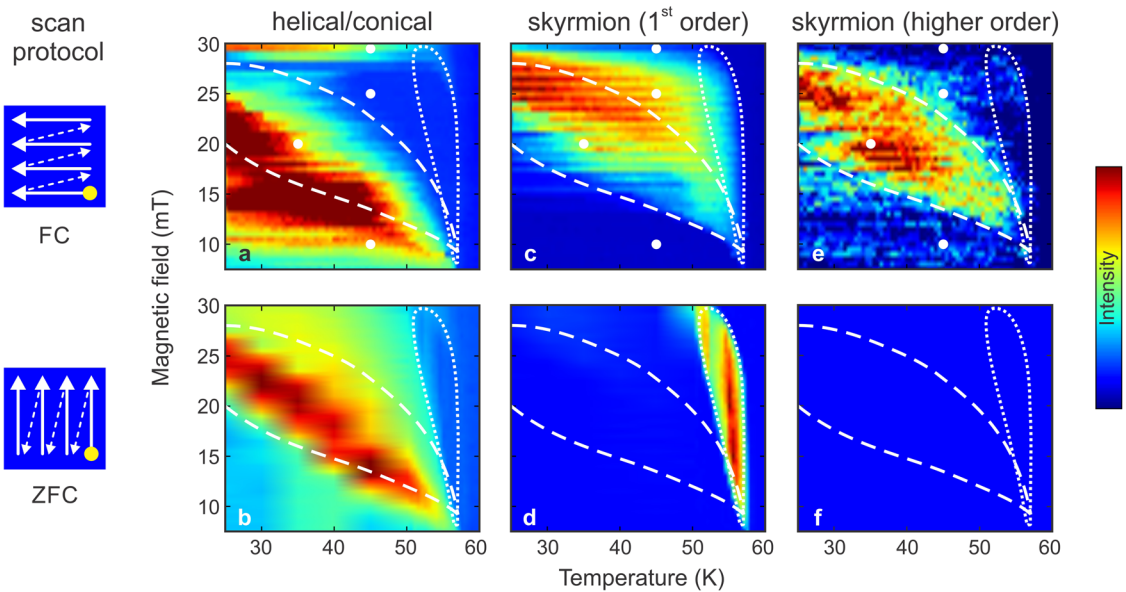 scan
protocol
helical/conical
skyrmion (1st order)
skyrmion (higher order)
FC
ZFC
Magnetic field (mT)
30
25
20
15
10
a
c
e
30
25
20
15
10
b
d
f
30 40 50 60
30 40 50 60
30 40 50 60
Temperature (K)
Intensity